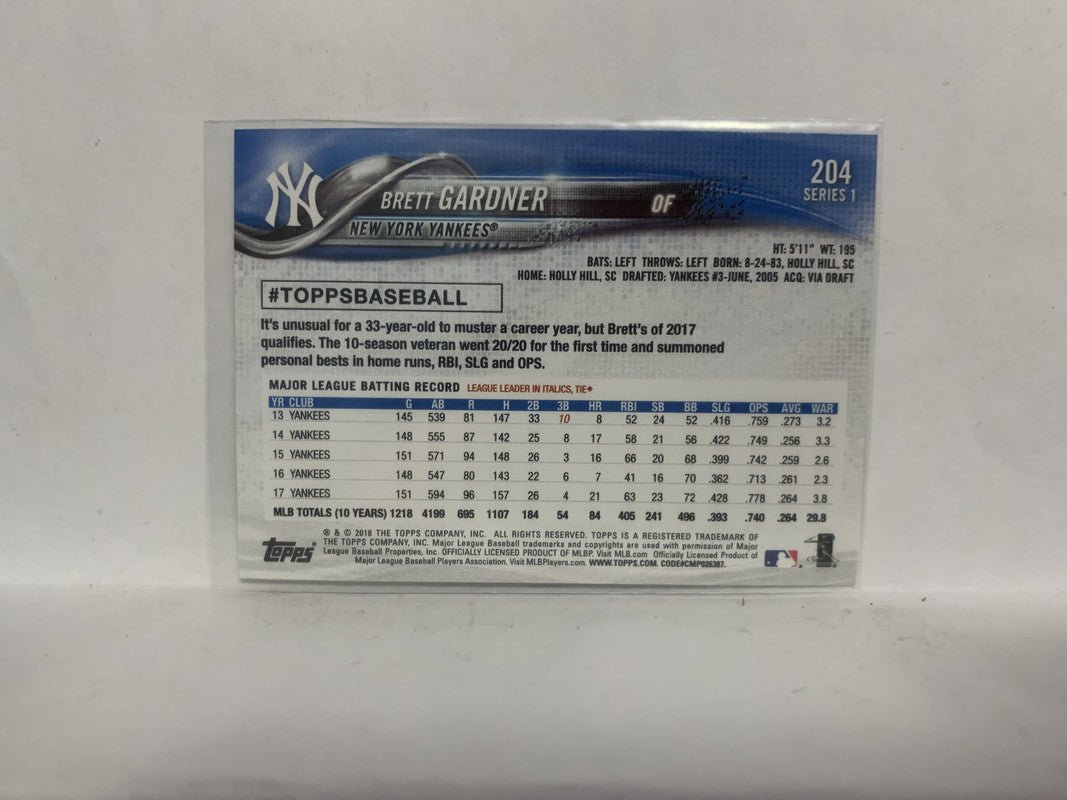 204
SERIES 1
NY
BRETT GARDNER OF
NEW YORK YANKEES®
HT: 5'11" WT: 195
BATS: LEFT THROWS: LEFT BORN: 8-24-83, HOLLY HILL, SC
HOME: HOLLY HILL, SC DRAFTED: YANKEES #3-JUNE, 2005 ACQ: VIA DRAFT
#TOPPSBASEBALL
It's unusual for a 33-year-old to muster a career year, but Brett's of 2017
qualifies. The 10-season veteran went 20/20 for the first time and summoned
personal bests in home runs, RBI, SLG and OPS.
MAJOR LEAGUE BATTING RECORD LEAGUE LEADER IN ITALICS, TIE♦
YR CLUB G AB R H 2B 3B HR RBI SB BB SLG OPS AVG WAR
13 YANKEES 145 539 81 147 33 10 8 52 24 52 .416 .759 .273 3.2
14 YANKEES 148 555 87 142 25 8 17 58 21 56 .422 .749 .256 3.3
15 YANKEES 151 571 94 148 26 3 16 66 20 68 .399 .742 .259 2.6
16 YANKEES 148 547 80 143 22 6 7 41 16 70 .362 .713 .261 2.3
17 YANKEES 151 594 96 157 26 4 21 63 23 72 .428 .778 .264 3.8
MLB TOTALS (10 YEARS) 1218 4199 695 1107 184 54 84 405 241 496 .393 .740 .264 29.8
Topps®
® & © 2018 THE TOPPS COMPANY, INC. ALL RIGHTS RESERVED. TOPPS IS A REGISTERED TRADEMARK OF
THE TOPPS COMPANY, INC. Major League Baseball trademarks and copyrights are used with permission of Major
League Baseball Properties, Inc. OFFICIALLY LICENSED PRODUCT OF MLBP. Visit MLB.com Officially Licensed Product of
Major League Baseball Players Association. Visit MLBPlayers.com. WWW.TOPPS.COM. CODE#CMP026387.